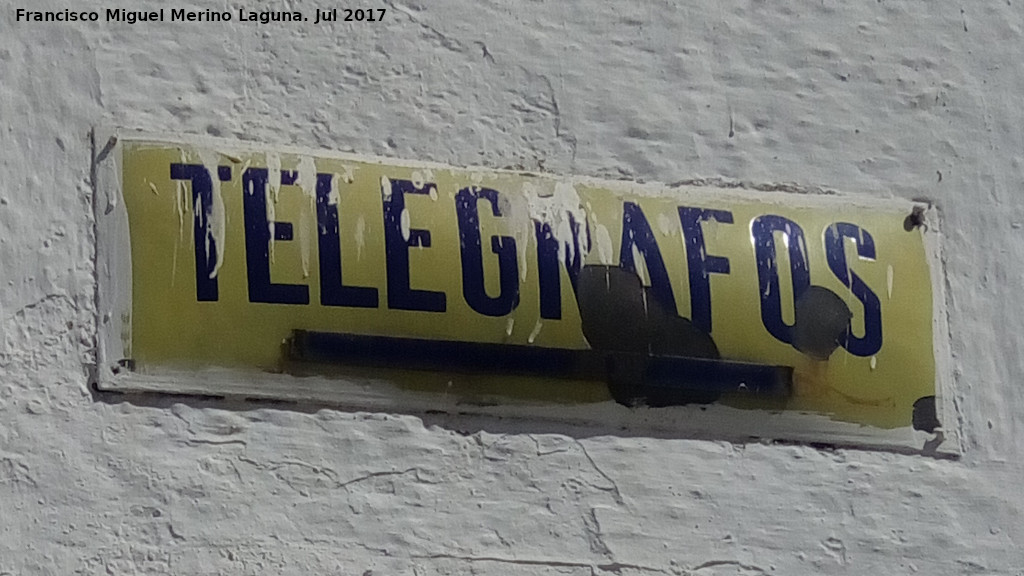 Francisco Miguel Merino Laguna. Jul 2017
TELEGRAFOS